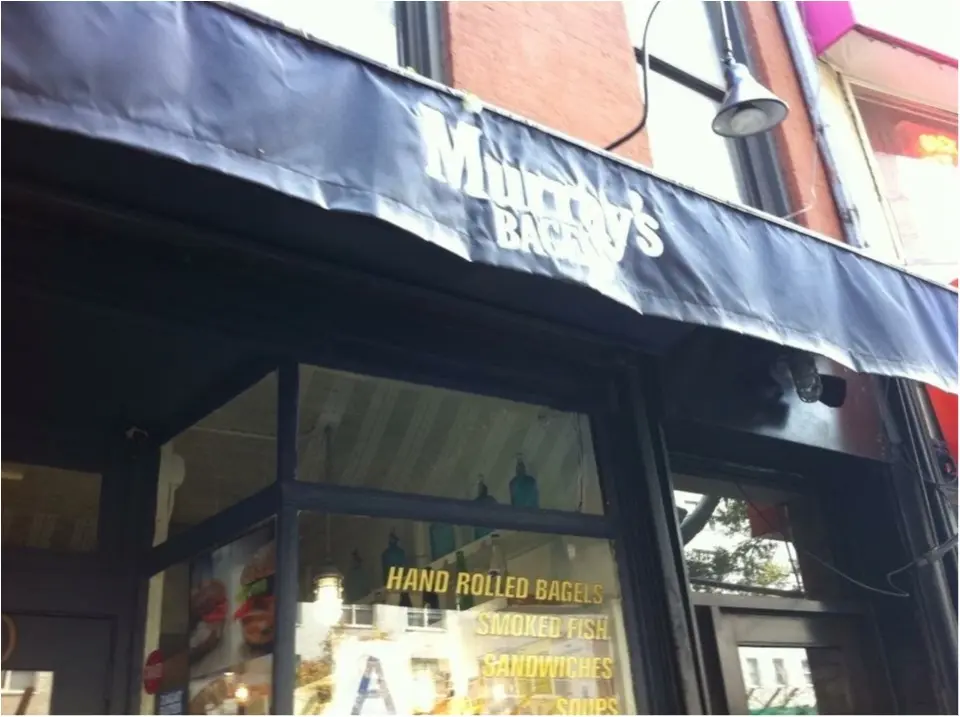 Murray's
BAGELS
HAND ROLLED BAGELS
SMOKED FISH
SANDWICHES
SOUPS
A